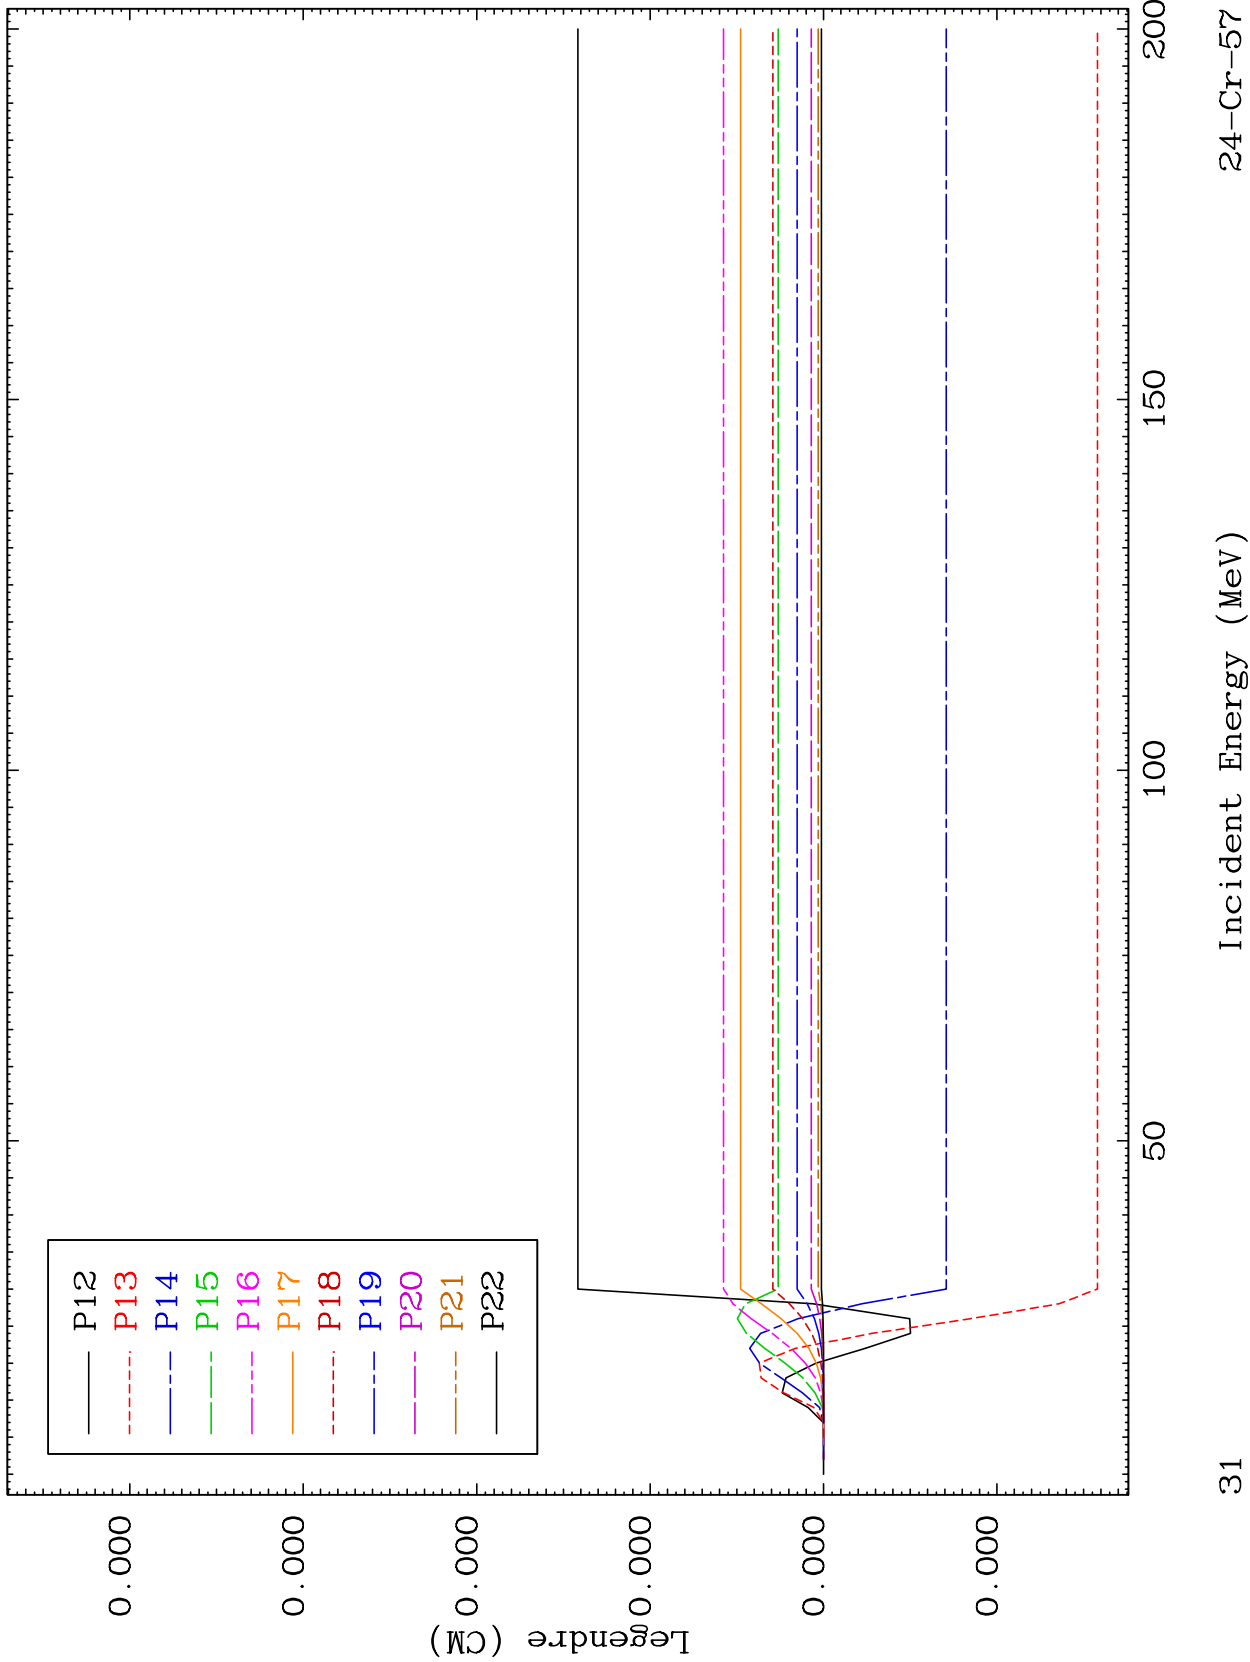 P12
P13
P14
P15
P16
P17
P18
P19
P20
P21
P22
Legendre (CM)
0.000
0.000
0.000
0.000
0.000
0.000
50
100
150
200
31
Incident Energy (MeV)
24-Cr-57